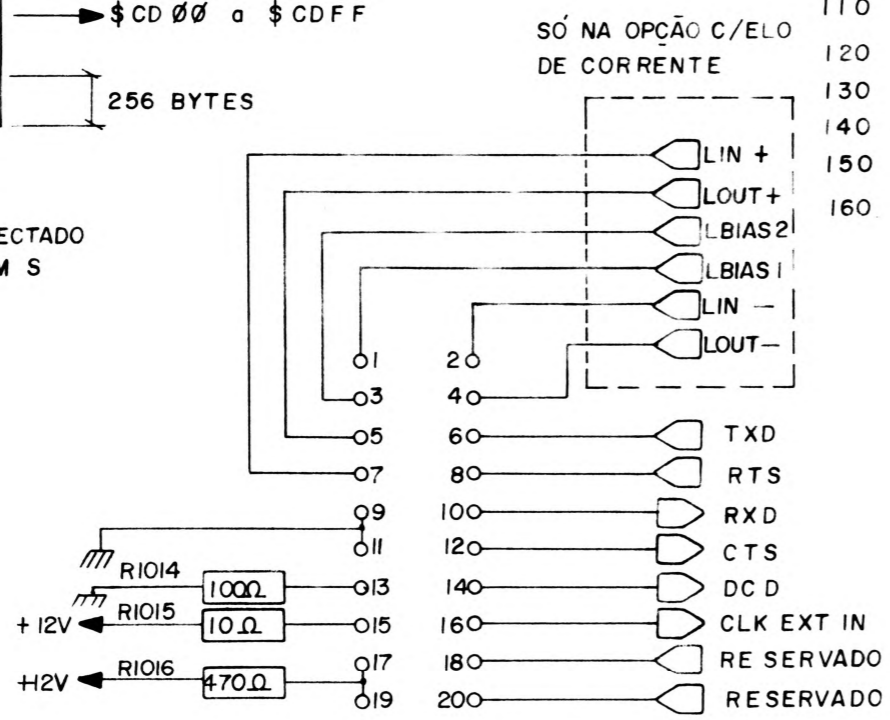 $CDØØ a $CDFF
256 BYTES
ECTADO
M S
SÓ NA OPÇÃO C/ELO
DE CORRENTE
110
120
130
140
150
160
LIN +
LOUT+
LBIAS2
LBIAS1
LIN —
LOUT—
1 2
3 4
5 6 TXD
7 8 RTS
9 10 RXD
11 12 CTS
R1014 100Ω 13 14 DCD
+12V R1015 10Ω 15 16 CLK EXT IN
+12V R1016 470Ω 17 18 RESERVADO
19 20 RESERVADO